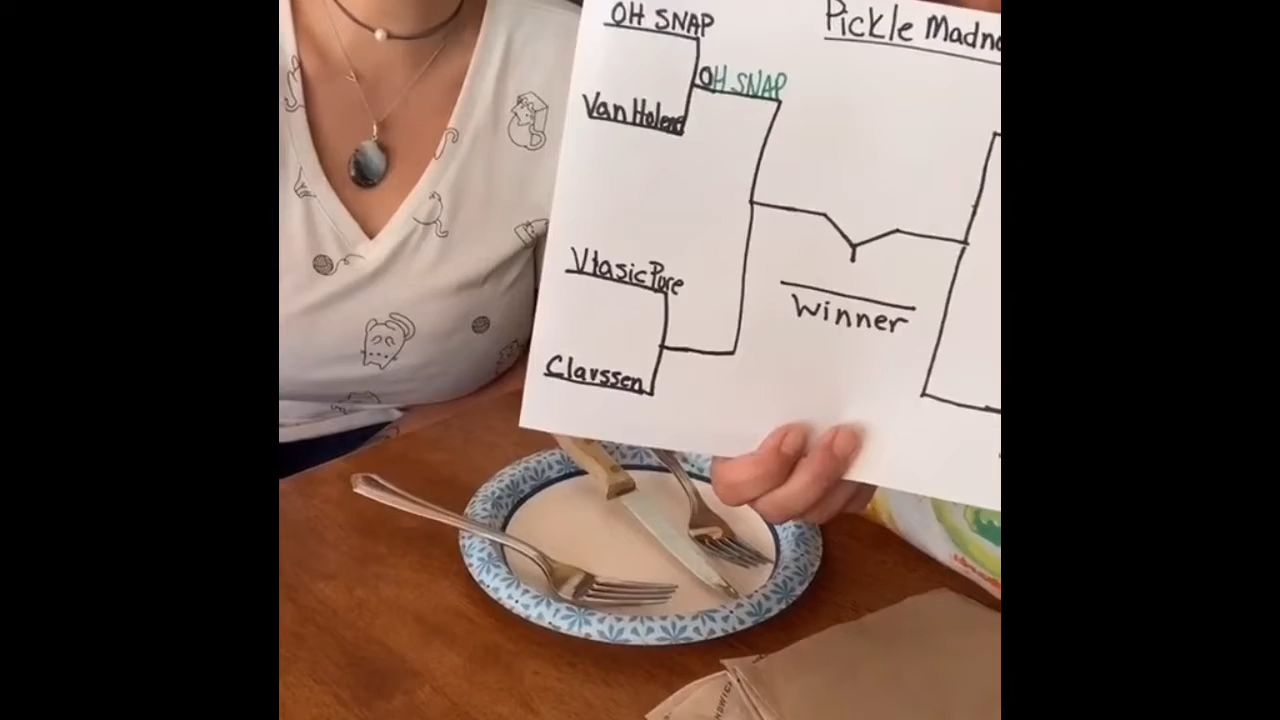 OH SNAP
Pickle Madn
OH SNAP
Van Holens
Vlasic Pure
Winner
Claussen